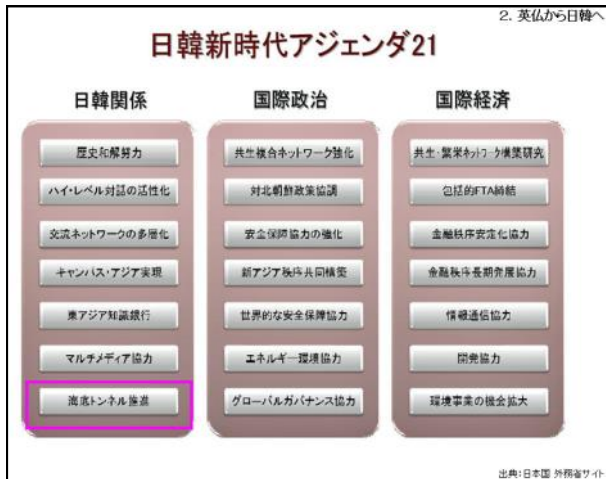 2. 英仏から日韓へ
日韓新時代アジェンダ21
日韓関係
歴史和解努力
ハイ・レベル対話の活性化
交流ネットワークの多層化
キャンパス・アジア実現
東アジア知識銀行
マルチメディア協力
海底トンネル推進
国際政治
共生複合ネットワーク強化
対北朝鮮政策協調
安全保障協力の強化
新アジア秩序共同構築
世界的な安全保障協力
エネルギー環境協力
グローバルガバナンス協力
国際経済
共生・繁栄ネットワーク構築研究
包括的FTA締結
金融秩序安定化協力
金融秩序長期発展協力
情報通信協力
開発協力
環境事業の機会拡大
出典:日本国 外務省サイト